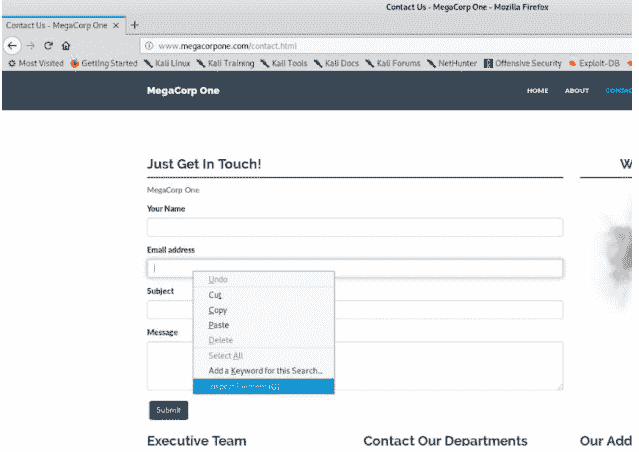 Contact Us - MegaCorp One - Mozilla Firefox
Contact Us - MegaCorp One × +
www.megacorpone.com/contact.html
Most Visited Getting Started Kali Linux Kali Training Kali Tools Kali Docs Kali Forums NetHunter Offensive Security Exploit-DB
MegaCorp One HOME ABOUT CONTAC
Just Get In Touch! W
MegaCorp One
Your Name
Email address
Undo
Subject
Cut
Copy
Paste
Message
Delete
Select All
Add a Keyword for this Search...
Submit
Executive Team Contact Our Departments Our Add